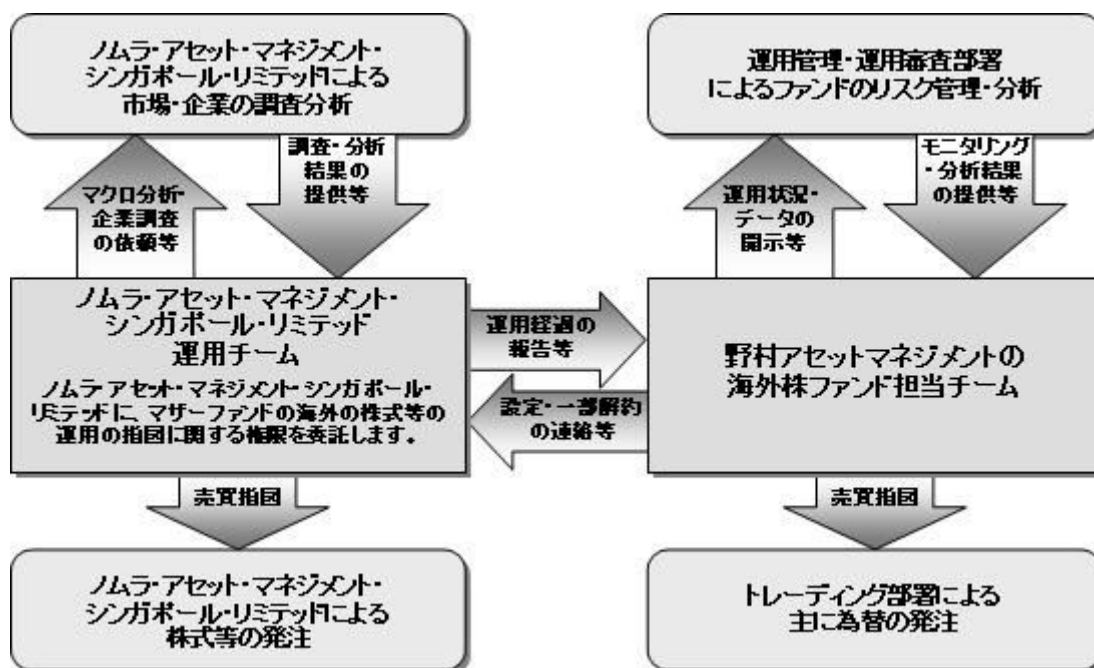 ノムラ・アセット・マネジメント・
シンガポール・リミテッドによる
市場・企業の調査分析
運用管理・運用審査部署
によるファンドのリスク管理・分析
マクロ分析・
企業調査
の依頼等
調査・分析
結果の
提供等
運用状況・
データの
開示等
モニタリング
・分析結果
の提供等
ノムラ・アセット・マネジメント・
シンガポール・リミテッド
運用チーム
ノムラ・アセット・マネジメント・シンガポール・
リミテッドに、マザーファンドの海外の株式等の
運用の指図に関する権限を委託します。
運用経過の
報告等
設定・一部解約
の連絡等
野村アセットマネジメントの
海外株ファンド担当チーム
売買指図
売買指図
ノムラ・アセット・マネジメント・
シンガポール・リミテッドによる
株式等の発注
トレーディング部署による
主に為替の発注